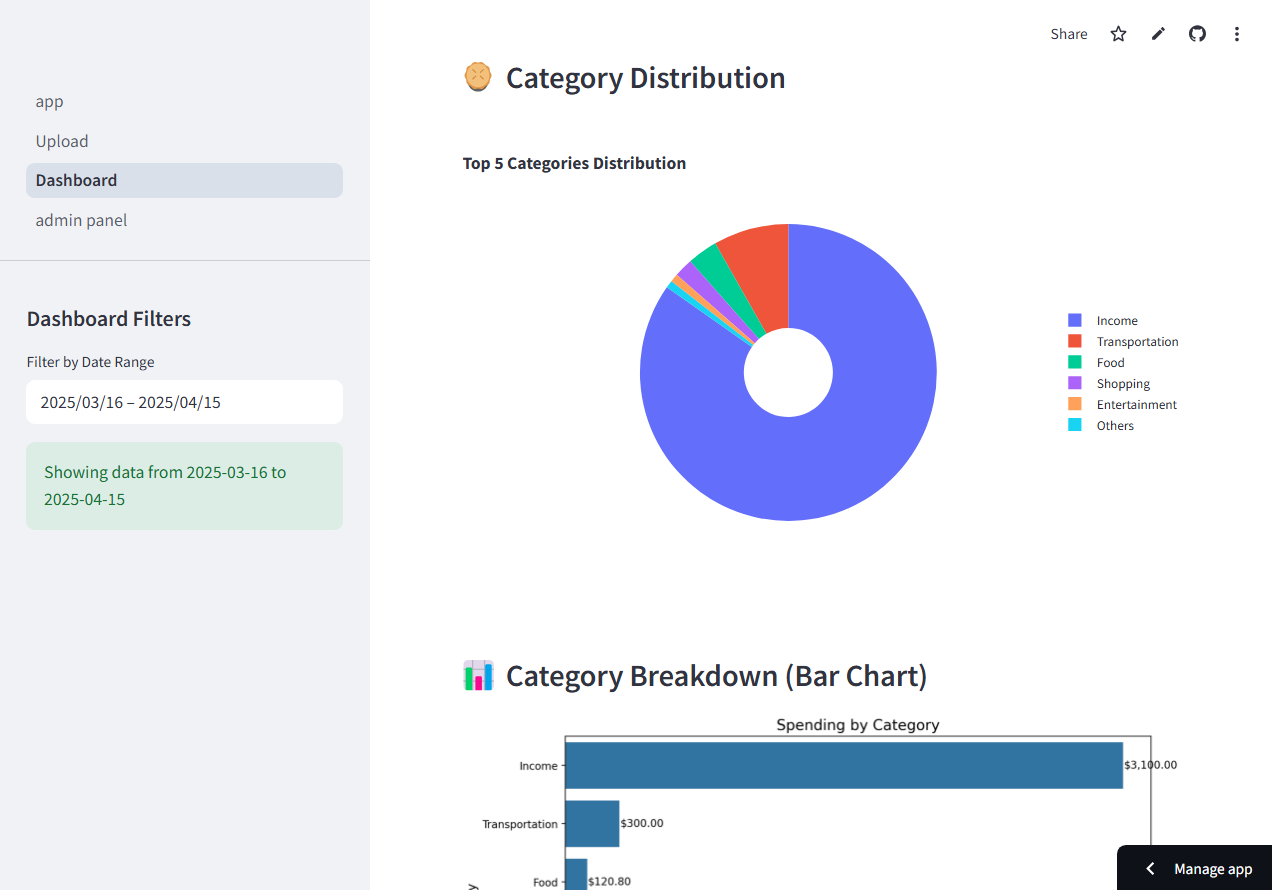 Share
app
Upload
Dashboard
admin panel
Dashboard Filters
Filter by Date Range
2025/03/16 – 2025/04/15
Showing data from 2025-03-16 to
2025-04-15
Category Distribution
Top 5 Categories Distribution
Income
Transportation
Food
Shopping
Entertainment
Others
Category Breakdown (Bar Chart)
Spending by Category
Income
$3,100.00
Transportation
$300.00
Food
$120.80
Manage app